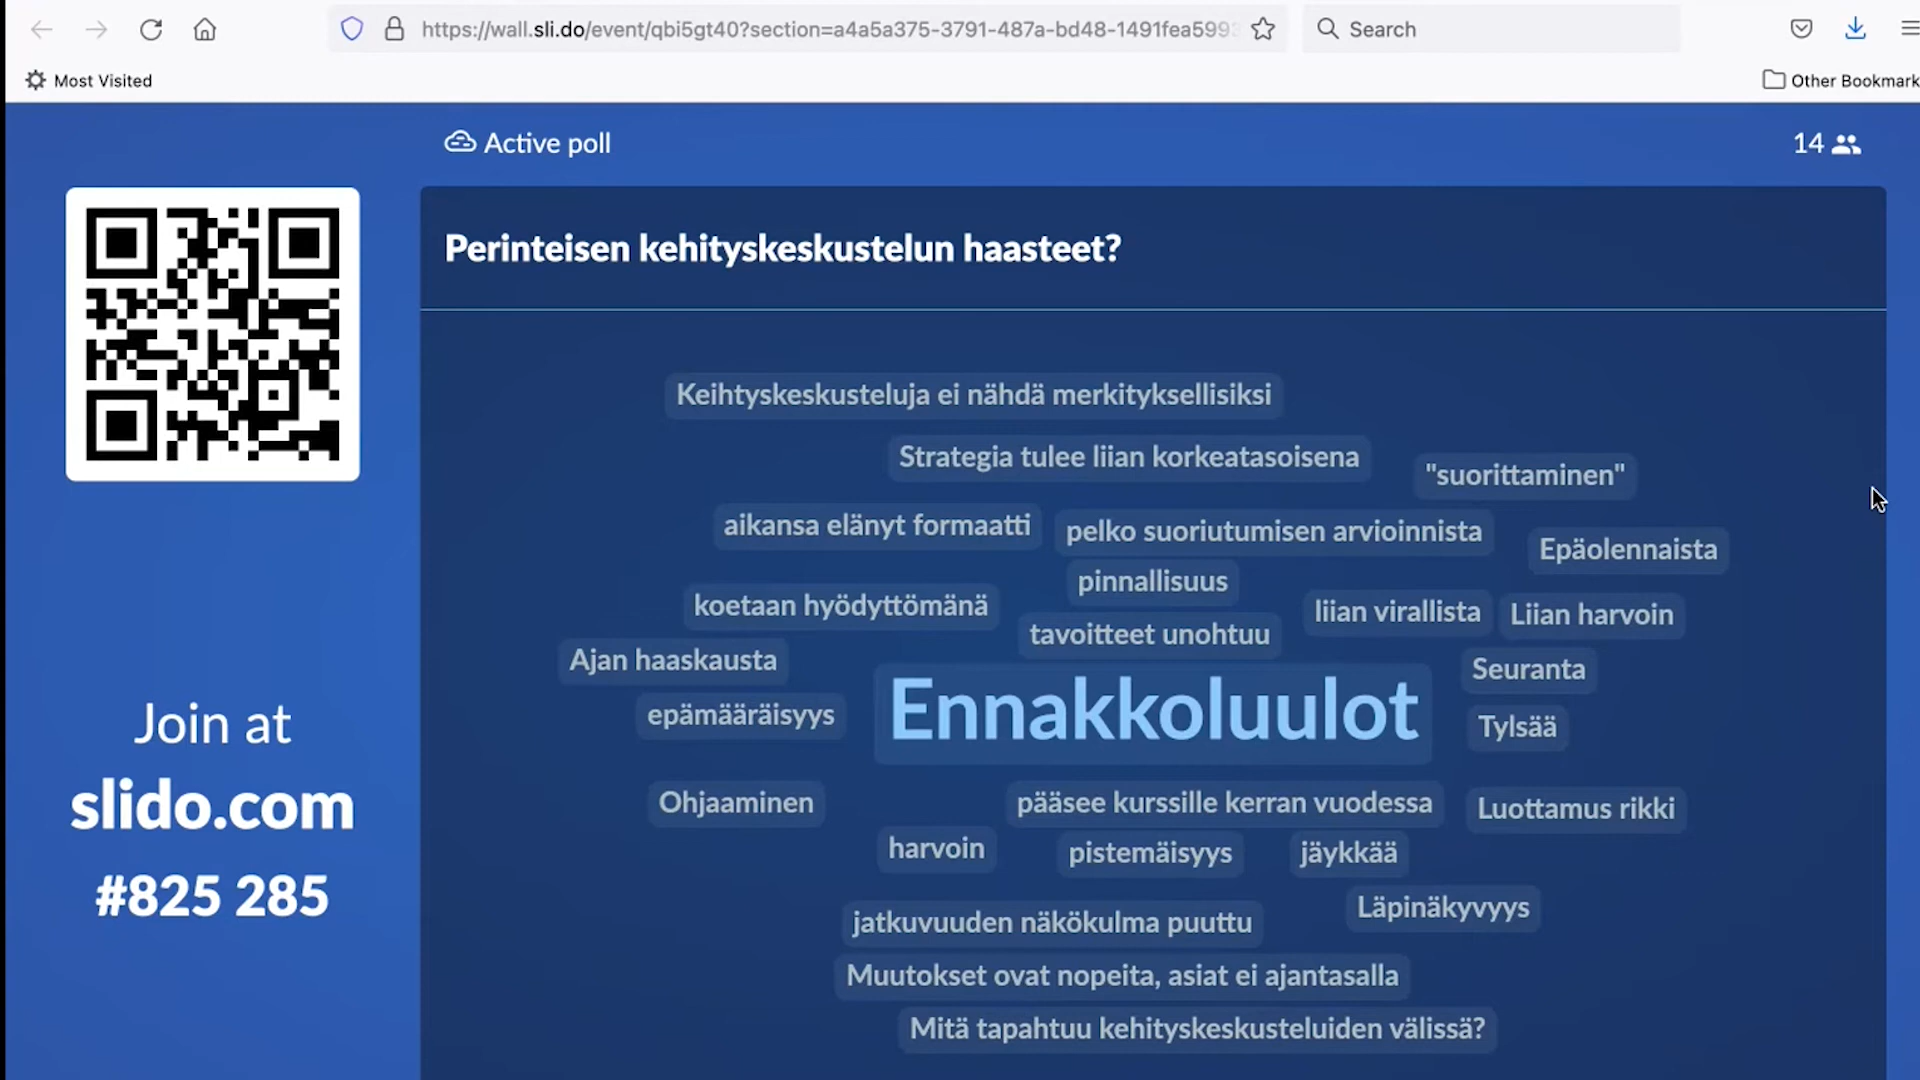 https://wall.sli.do/event/qbi5gt40?section=a4a5a375-3791-487a-bd48-1491fea5993
Search
Most Visited
Other Bookmark
Active poll
14
Perinteisen kehityskeskustelun haasteet?
Keihtyskeskusteluja ei nähdä merkityksellisiksi
Strategia tulee liian korkeatasoisena
"suorittaminen"
aikansa elänyt formaatti
pelko suoriutumisen arvioinnista
Epäolennaista
pinnallisuus
koetaan hyödyttömänä
liian virallista
Liian harvoin
tavoitteet unohtuu
Ajan haaskausta
Seuranta
epämääräisyys
Ennakkoluulot
Tylsää
Ohjaaminen
pääsee kurssille kerran vuodessa
Luottamus rikki
harvoin
pistemäisyys
jäykkää
Läpinäkyvyys
jatkuvuuden näkökulma puuttu
Muutokset ovat nopeita, asiat ei ajantasalla
Mitä tapahtuu kehityskeskusteluiden välissä?
Join at
slido.com
#825 285